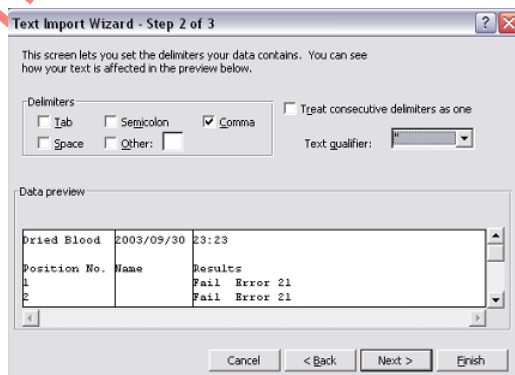 Text Import Wizard - Step 2 of 3
This screen lets you set the delimiters your data contains. You can see
how your text is affected in the preview below.
Delimiters
Tab Semicolon Comma
Space Other:
Treat consecutive delimiters as one
Text qualifier: "
Data preview
Dried Blood 2003/09/30 23:23
Position No. Name Results
1 Fail Error 21
2 Fail Error 21
Cancel < Back Next > Finish